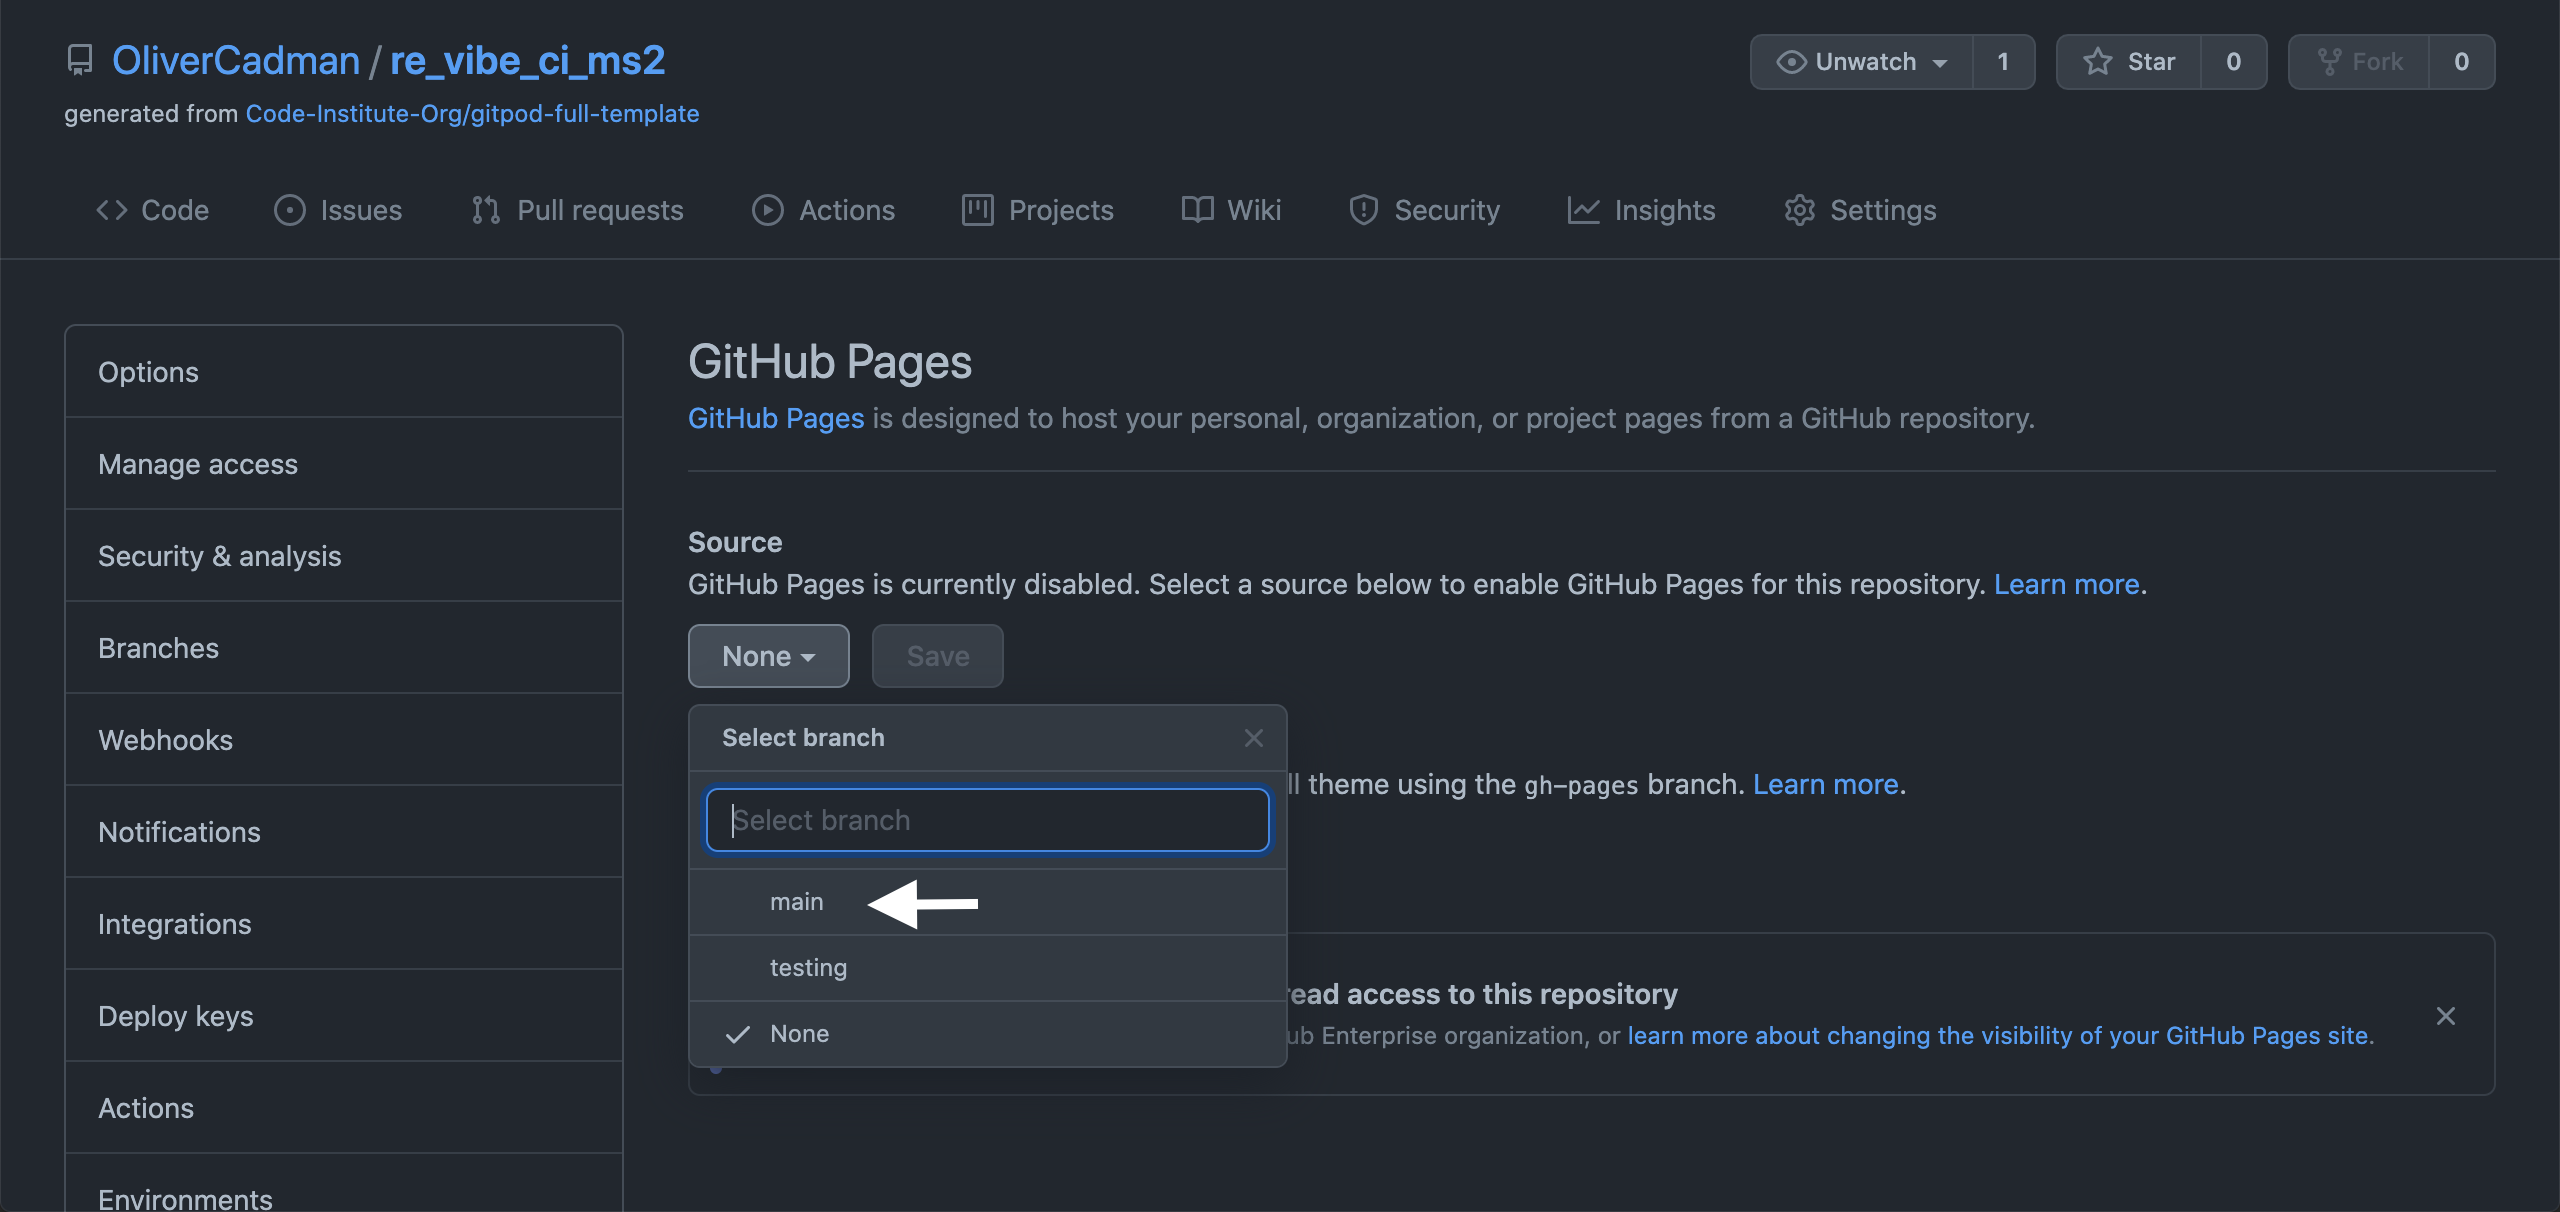 OliverCadman / re_vibe_ci_ms2
Unwatch 1
Star 0
Fork 0
generated from Code-Institute-Org/gitpod-full-template
Code
Issues
Pull requests
Actions
Projects
Wiki
Security
Insights
Settings
Options
Manage access
Security & analysis
Branches
Webhooks
Notifications
Integrations
Deploy keys
Actions
Environments
GitHub Pages
GitHub Pages is designed to host your personal, organization, or project pages from a GitHub repository.
Source
GitHub Pages is currently disabled. Select a source below to enable GitHub Pages for this repository. Learn more.
None
Save
Select branch
Select branch
main
testing
None
theme using the gh-pages branch. Learn more.
read access to this repository
Enterprise organization, or learn more about changing the visibility of your GitHub Pages site.